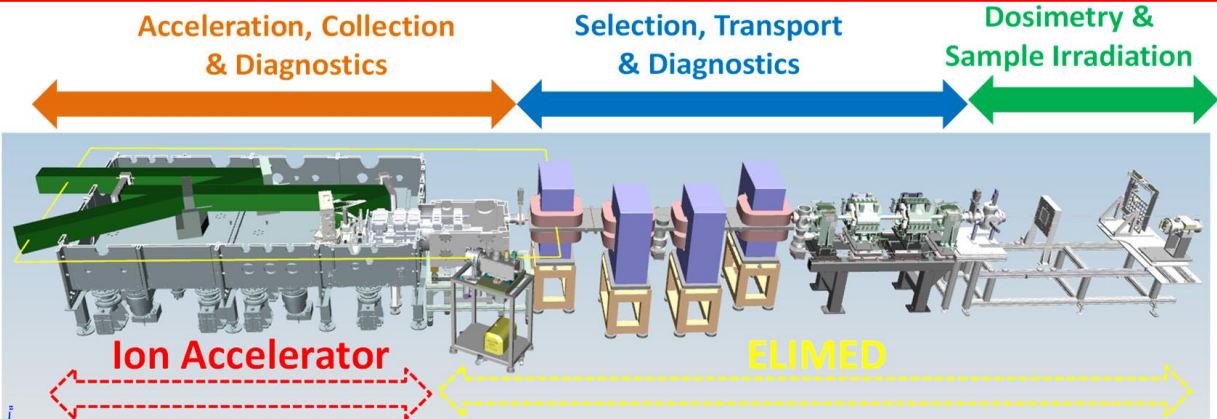 Acceleration, Collection
& Diagnostics
Selection, Transport
& Diagnostics
Dosimetry &
Sample Irradiation
Ion Accelerator
ELIMED